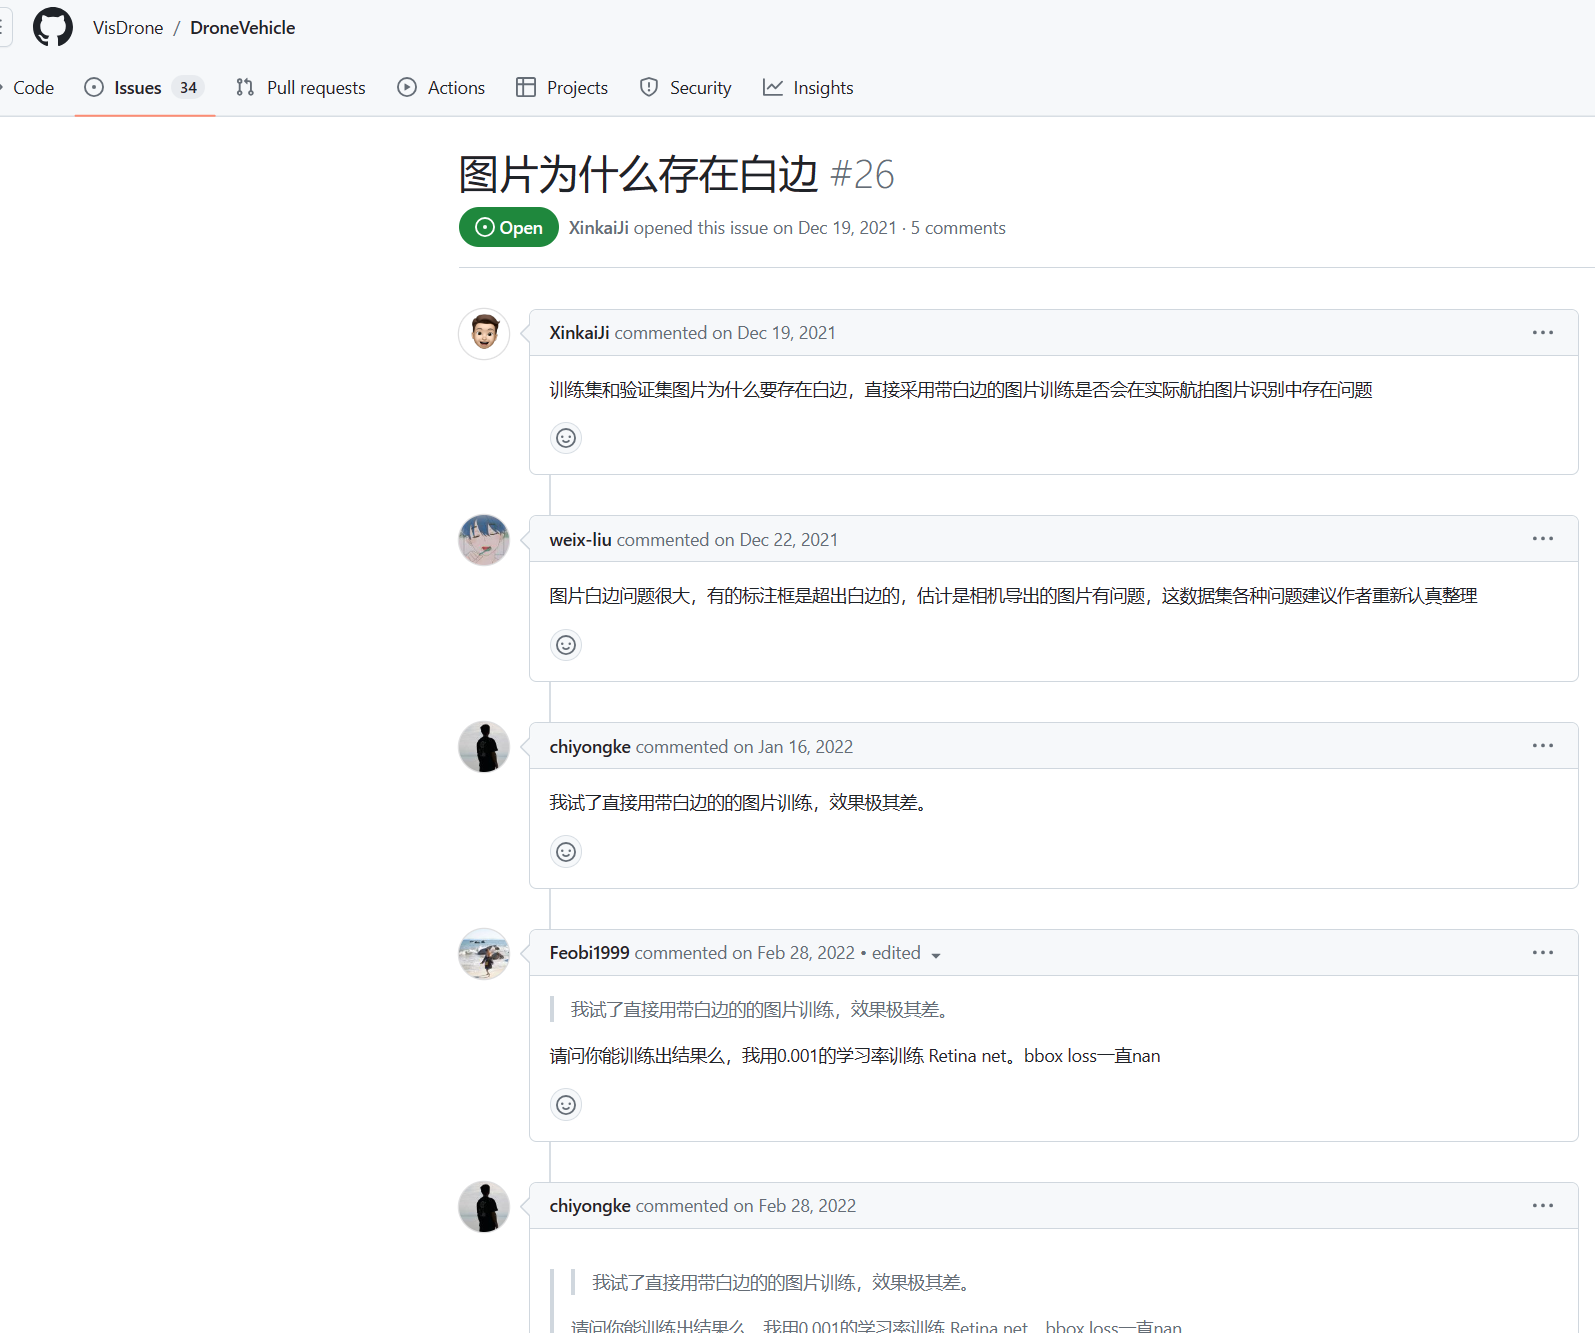 VisDrone / DroneVehicle
Code Issues 34 Pull requests Actions Projects Security Insights
图片为什么存在白边 #26
Open XinkaiJi opened this issue on Dec 19, 2021 · 5 comments
XinkaiJi commented on Dec 19, 2021
训练集和验证集图片为什么要存在白边，直接采用带白边的图片训练是否会在实际航拍图片识别中存在问题
weix-liu commented on Dec 22, 2021
图片白边问题很大，有的标注框是超出白边的，估计是相机导出的图片有问题，这数据集各种问题建议作者重新认真整理
chiyongke commented on Jan 16, 2022
我试了直接用带白边的的图片训练，效果极其差。
Feobi1999 commented on Feb 28, 2022 • edited
我试了直接用带白边的的图片训练，效果极其差。
请问你能训练出结果么，我用0.001的学习率训练 Retina net。bbox loss一直nan
chiyongke commented on Feb 28, 2022
我试了直接用带白边的的图片训练，效果极其差。
请问你能训练出结果么，我用0.001的学习率训练 Retina net。bbox loss一直nan